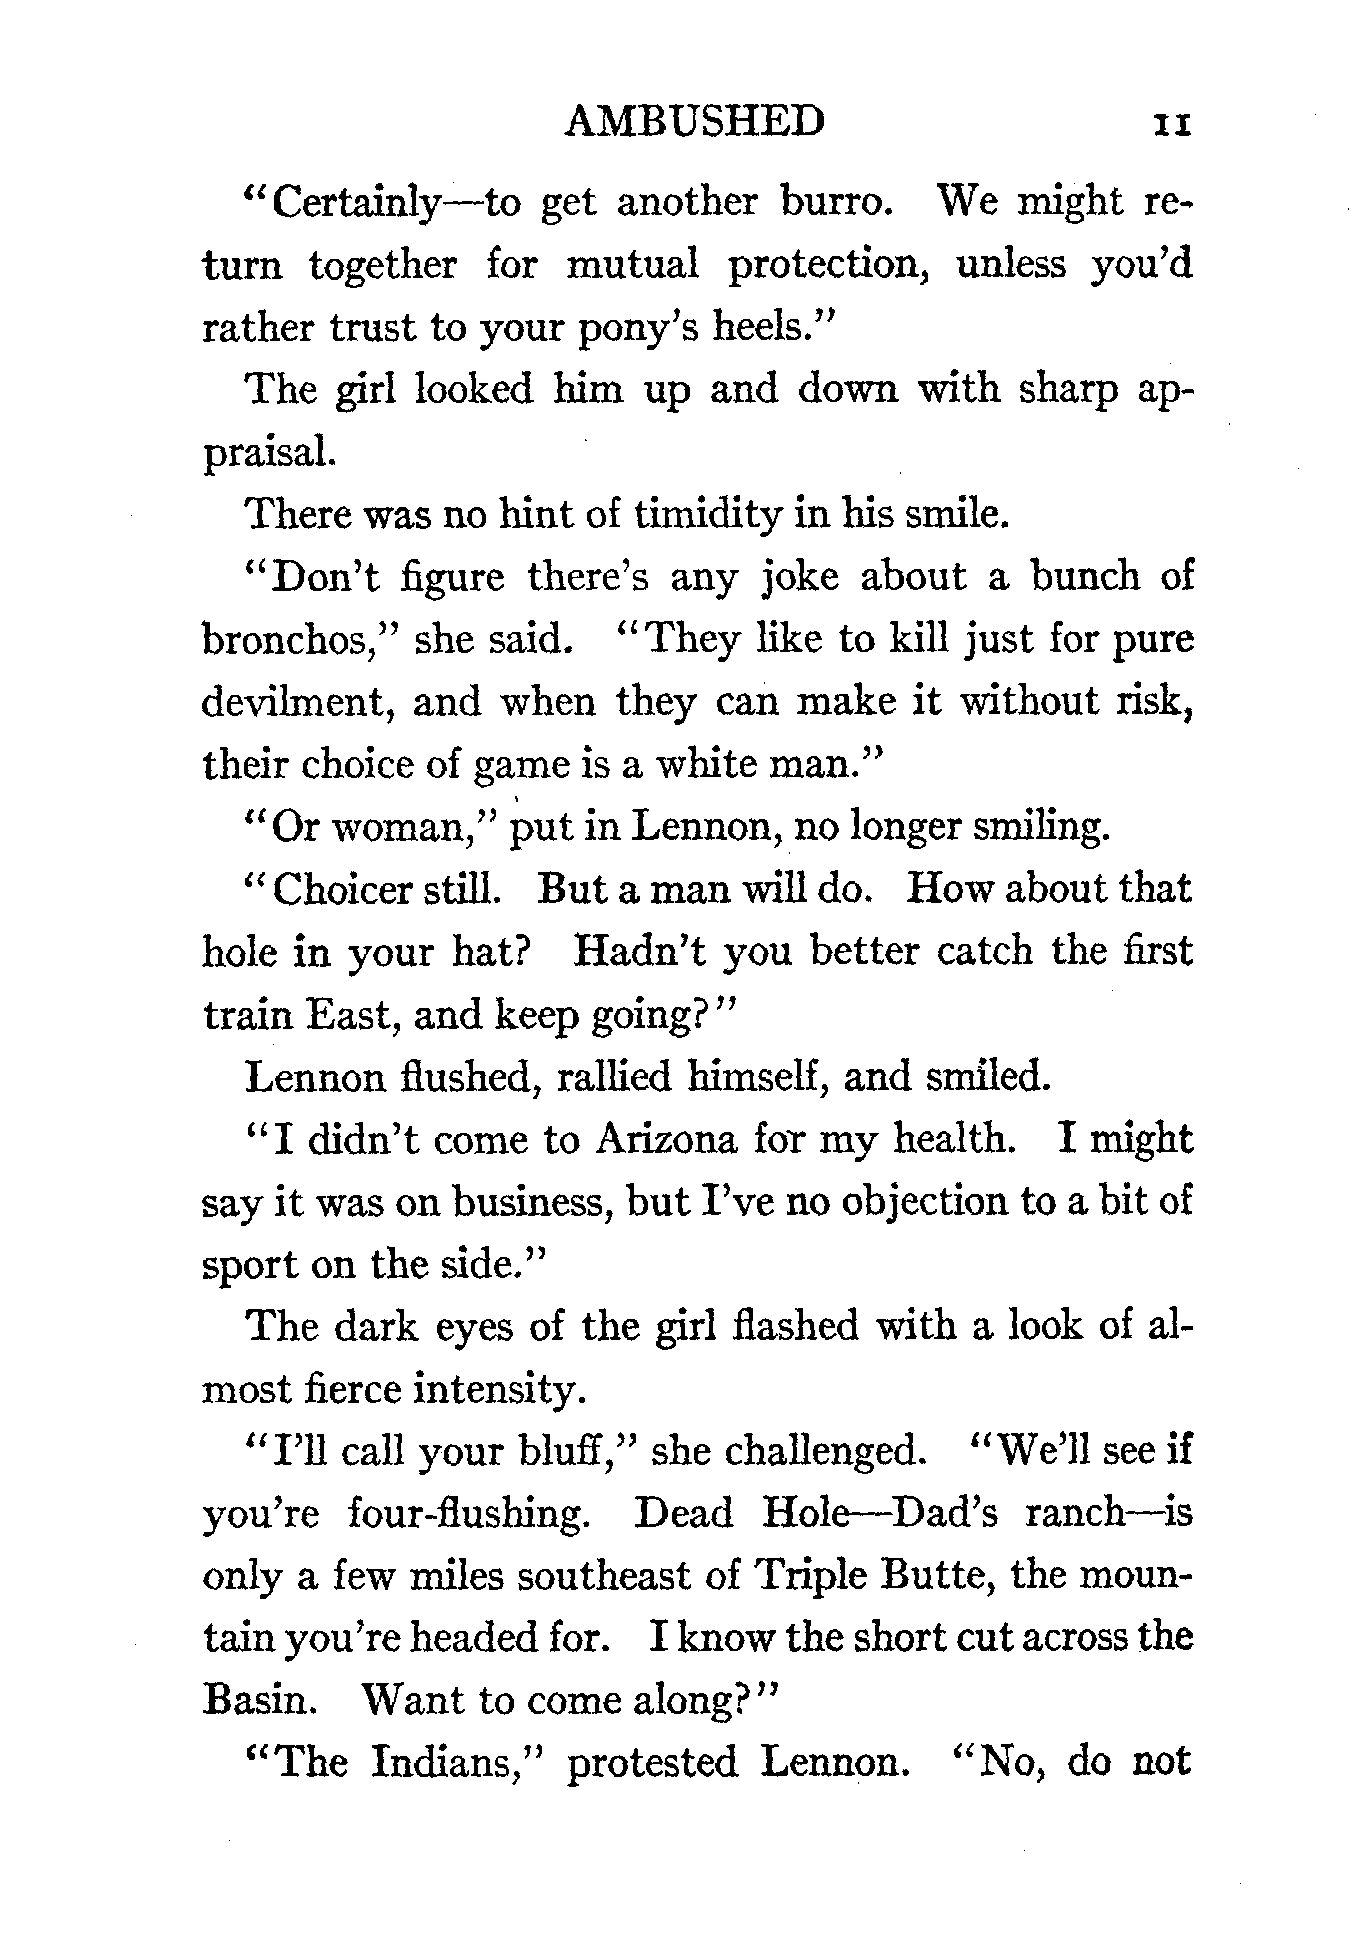 AMBUSHED 11
“Certainly—to get another burro. We might re-
turn together for mutual protection, unless you’d
rather trust to your pony’s heels.”
The girl looked him up and down with sharp ap-
praisal.
There was no hint of timidity in his smile.
“Don’t figure there’s any joke about a bunch of
bronchos,” she said. “They like to kill just for pure
devilment, and when they can make it without risk,
their choice of game is a white man.”
“Or woman,” put in Lennon, no longer smiling.
“Choicer still. But a man will do. How about that
hole in your hat? Hadn’t you better catch the first
train East, and keep going?”
Lennon flushed, rallied himself, and smiled.
“I didn’t come to Arizona for my health. I might
say it was on business, but I’ve no objection to a bit of
sport on the side.”
The dark eyes of the girl flashed with a look of al-
most fierce intensity.
“I’ll call your bluff,” she challenged. “We’ll see if
you’re four-flushing. Dead Hole—Dad’s ranch—is
only a few miles southeast of Triple Butte, the moun-
tain you’re headed for. I know the short cut across the
Basin. Want to come along?”
“The Indians,” protested Lennon. “No, do not